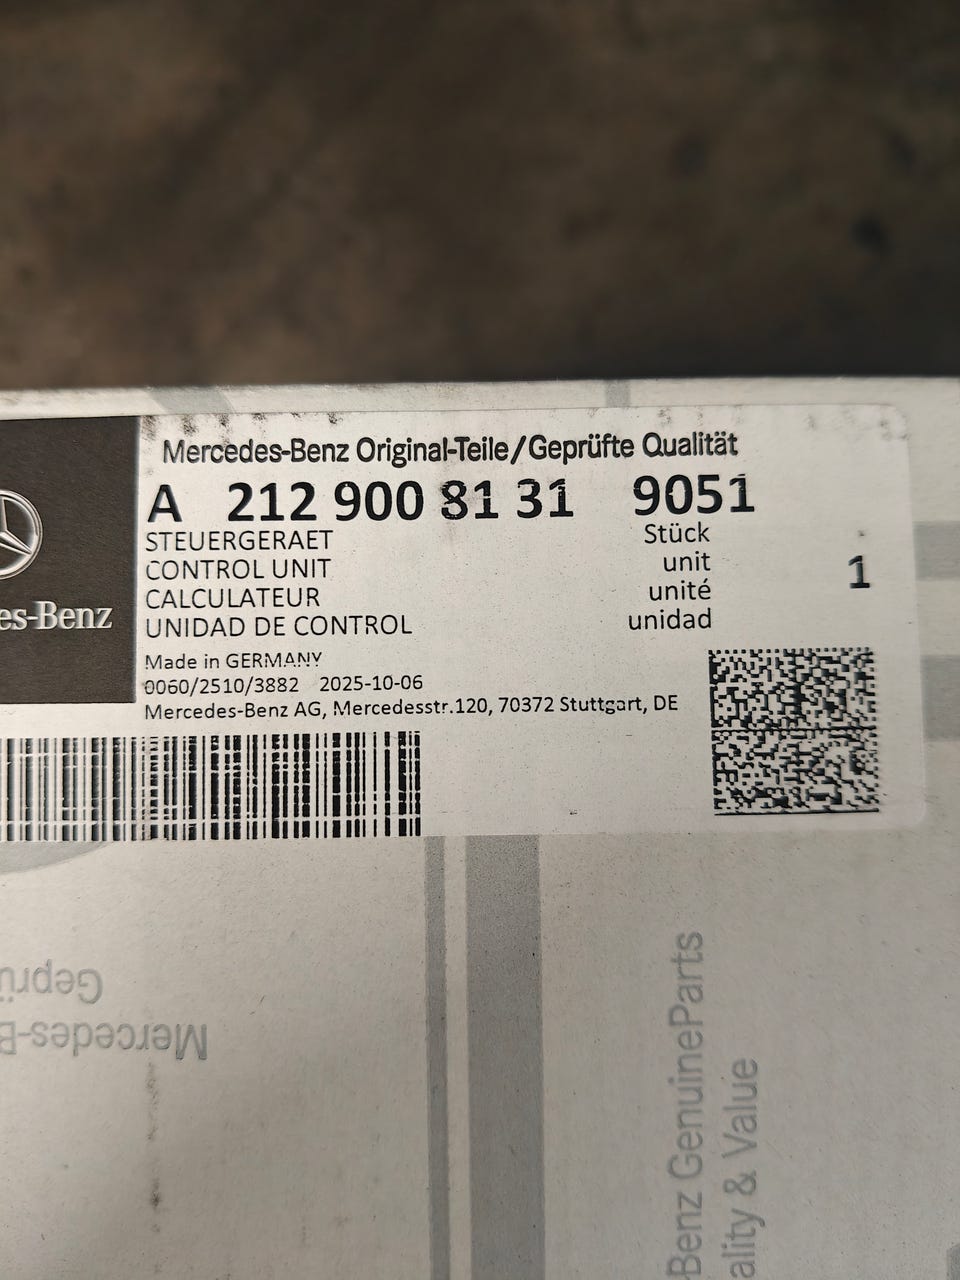 Mercedes-Benz Original-Teile/Geprüfte Qualität
A 212 900 81 31 9051
STEUERGERAET Stück
CONTROL UNIT unit 1
CALCULATEUR unité
UNIDAD DE CONTROL unidad
Made in GERMANY
0060/2510/3882 2025-10-06
Mercedes-Benz AG, Mercedesstr.120, 70372 Stuttgart, DE
es-Benz
Geprü
Mercedes-B
Benz GenuineParts
ality & Value